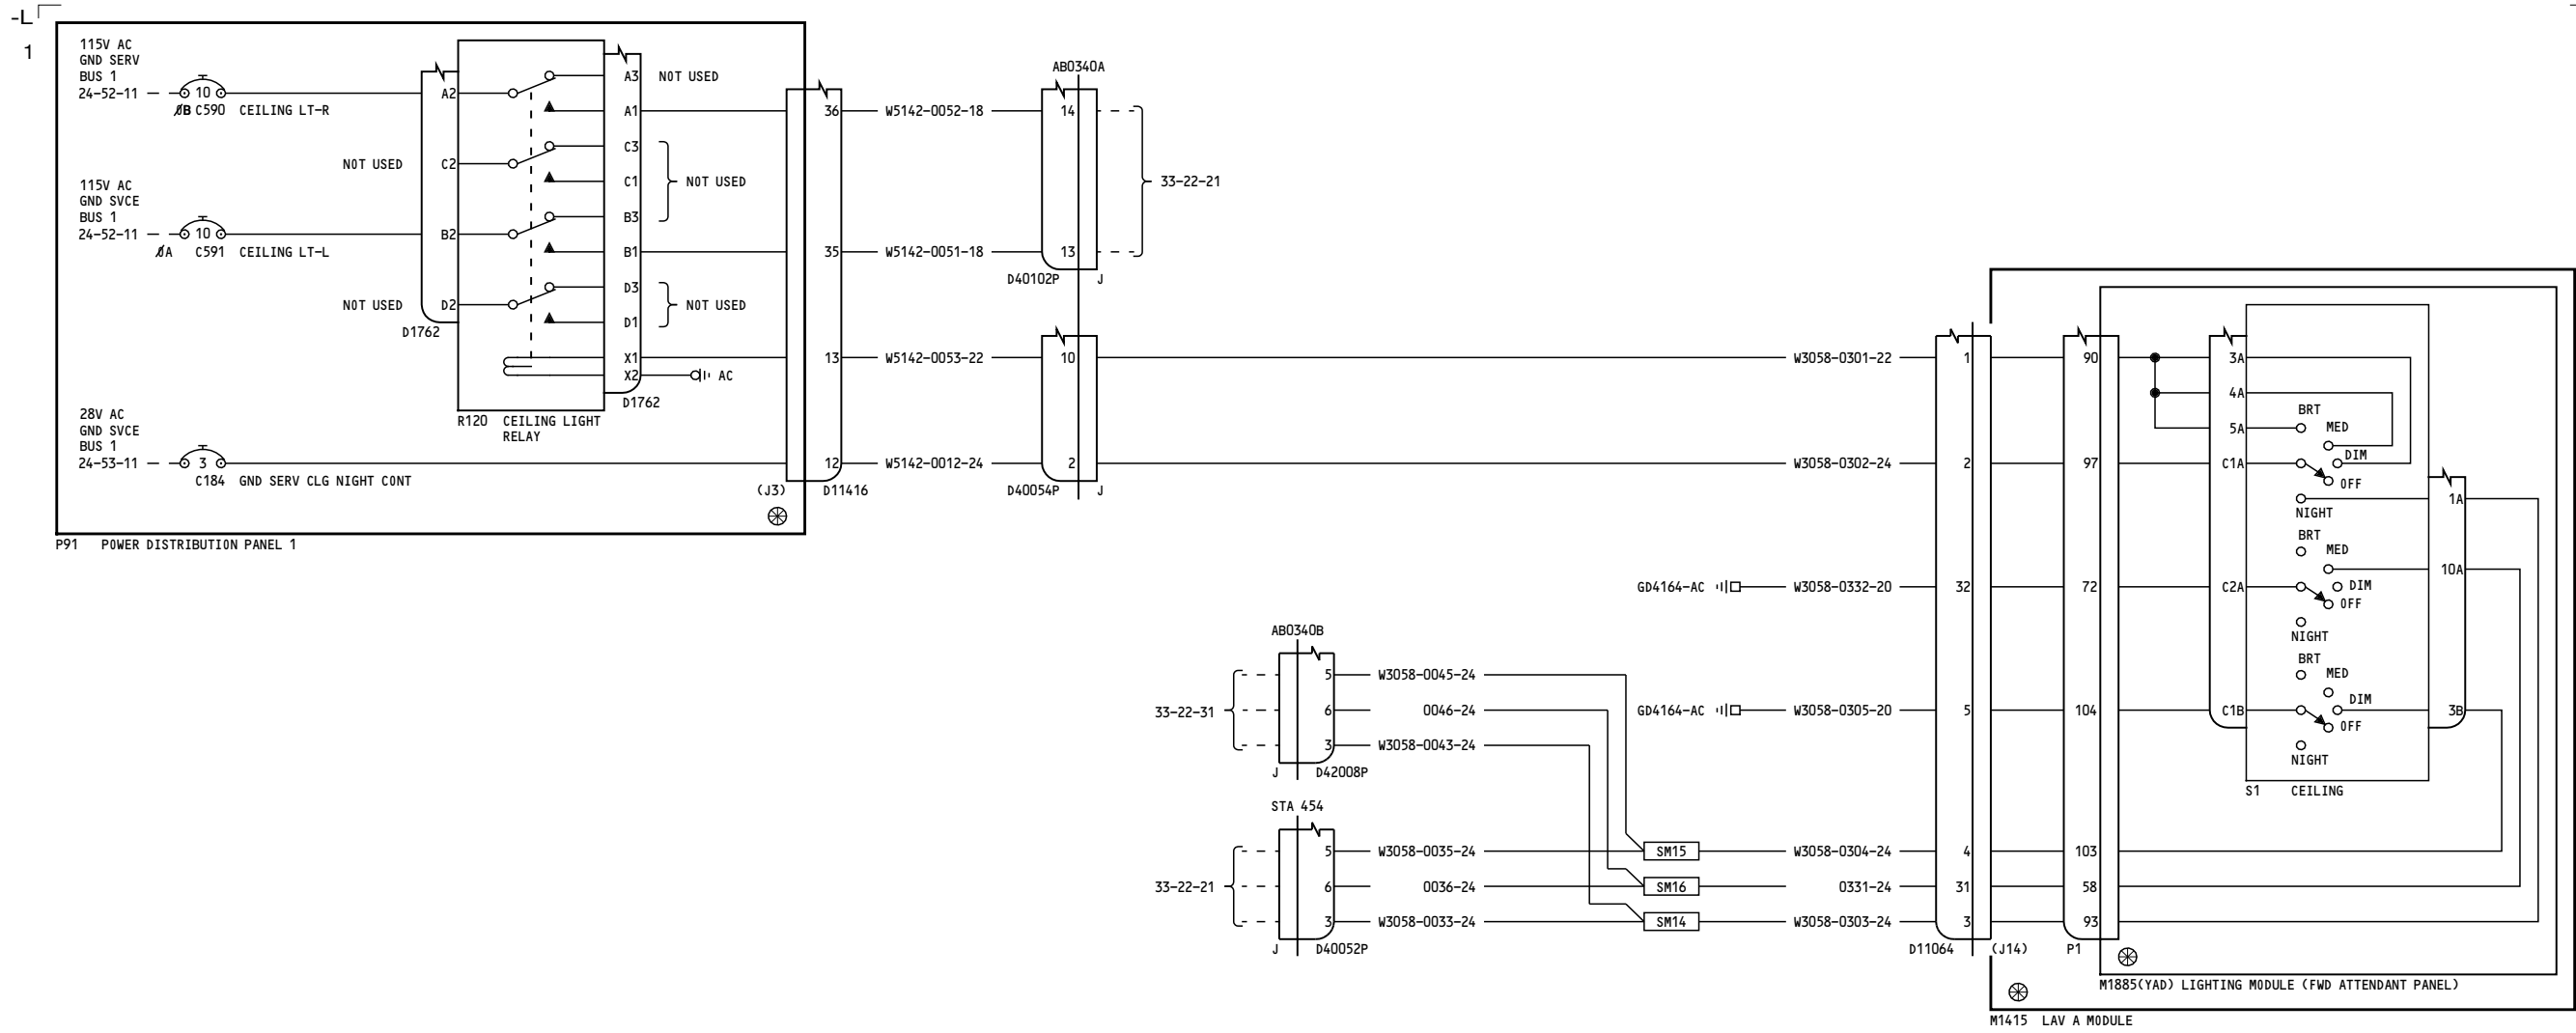 -L
1
115V AC
GND SERV
BUS 1
24-52-11
10
ØB C590 CEILING LT-R
NOT USED
115V AC
GND SVCE
BUS 1
24-52-11
10
ØA C591 CEILING LT-L
NOT USED
28V AC
GND SVCE
BUS 1
24-53-11
3
C184 GND SERV CLG NIGHT CONT
A2
C2
B2
D2
D1762
A3 NOT USED
A1
C3
C1 NOT USED
B3
B1
D3
NOT USED
D1
X1
X2 AC
D1762
R120 CEILING LIGHT
RELAY
36
35
13
12
(J3) D11416
P91 POWER DISTRIBUTION PANEL 1
W5142-0052-18
W5142-0051-18
W5142-0053-22
W5142-0012-24
AB0340A
14
13
33-22-21
D40102P J
10
2
D40054P J
W3058-0301-22
W3058-0302-24
GD4164-AC W3058-0332-20
GD4164-AC W3058-0305-20
AB0340B
33-22-31
5 W3058-0045-24
6 0046-24
3 W3058-0043-24
J D42008P
STA 454
33-22-21
5 W3058-0035-24
6 0036-24
3 W3058-0033-24
J D40052P
SM15 W3058-0304-24
SM16 0331-24
SM14 W3058-0303-24
1
2
32
5
4
31
3
D11064 (J14)
90
97
72
104
103
58
93
P1
3A
4A
5A
C1A
C2A
C1B
BRT
MED
DIM
OFF
NIGHT
BRT
MED
DIM
OFF
NIGHT
BRT
MED
DIM
OFF
NIGHT
1A
10A
3B
S1 CEILING
M1885(YAD) LIGHTING MODULE (FWD ATTENDANT PANEL)
M1415 LAV A MODULE